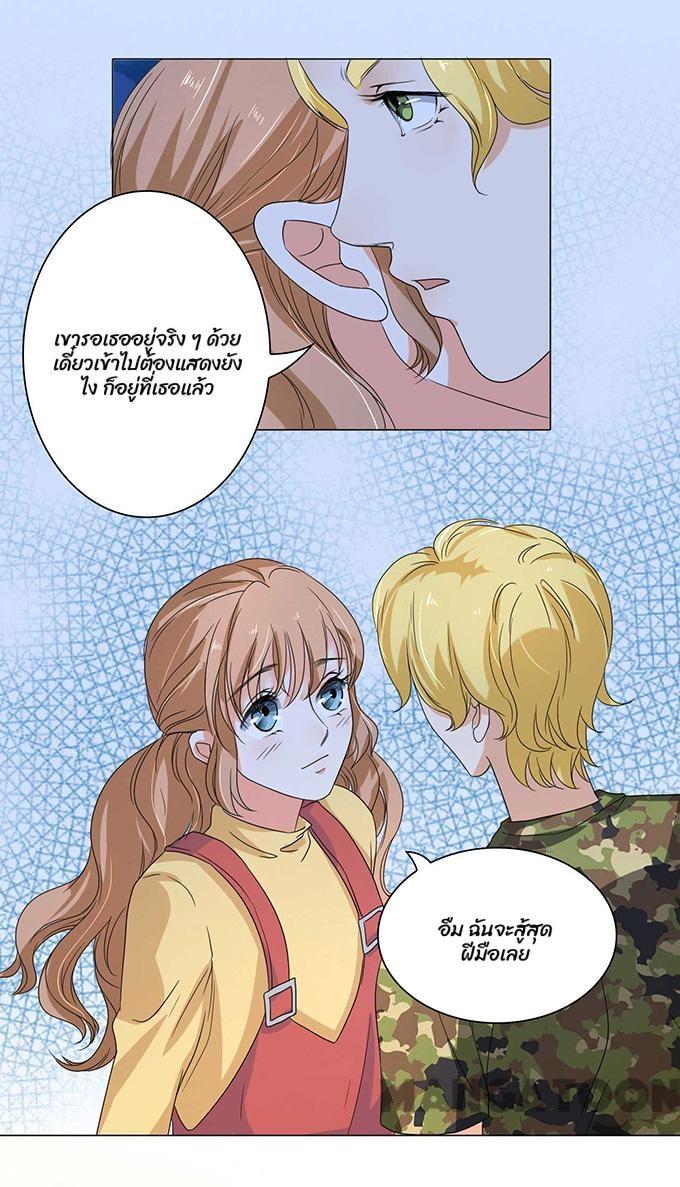 เขารอเธออยู่จริง ๆ ด้วย
เดี๋ยวเข้าไปต้องแสดงยัง
ไง ก็อยู่ที่เธอแล้ว
อืม ฉันจะสู้สุด
ฝีมือเลย
MANGATOON